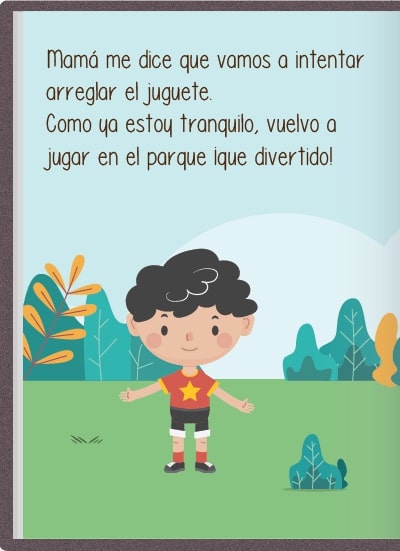 Mamá me dice que vamos a intentar
arreglar el juguete.
Como ya estoy tranquilo, vuelvo a
jugar en el parque ¡que divertido!